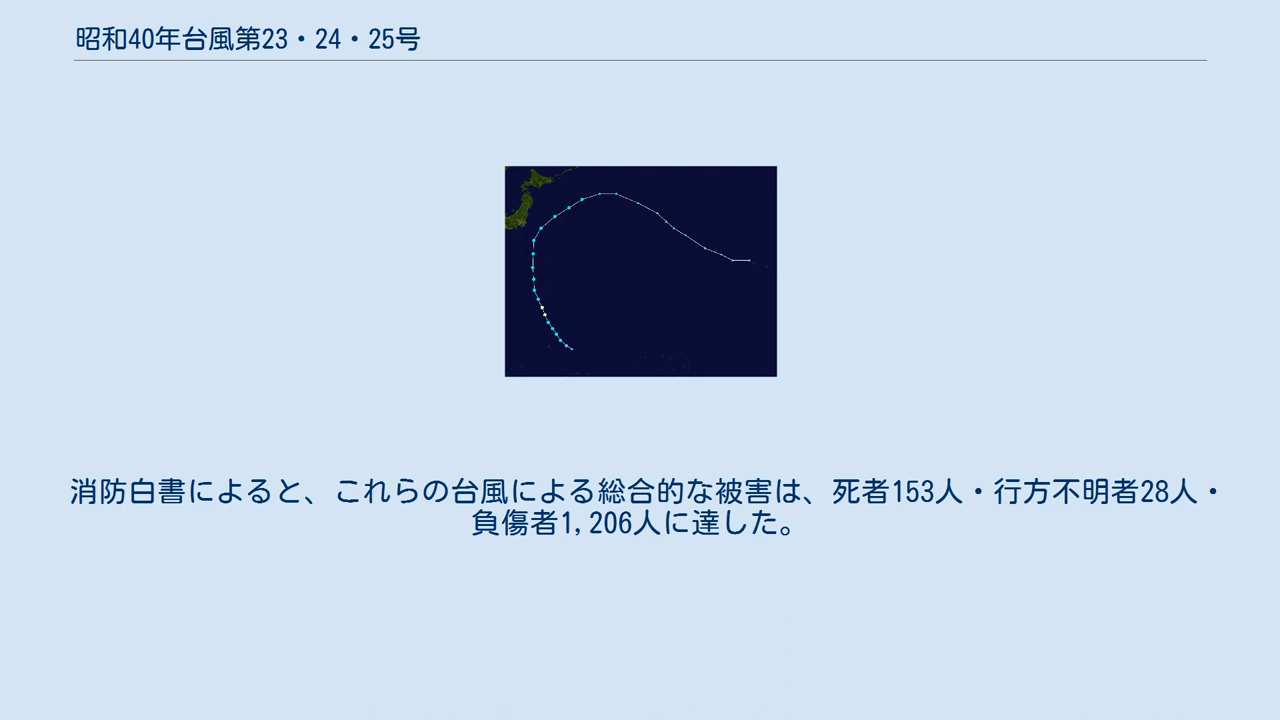 昭和40年台風第23・24・25号
消防白書によると、これらの台風による総合的な被害は、死者153人・行方不明者28人・
負傷者1,206人に達した。